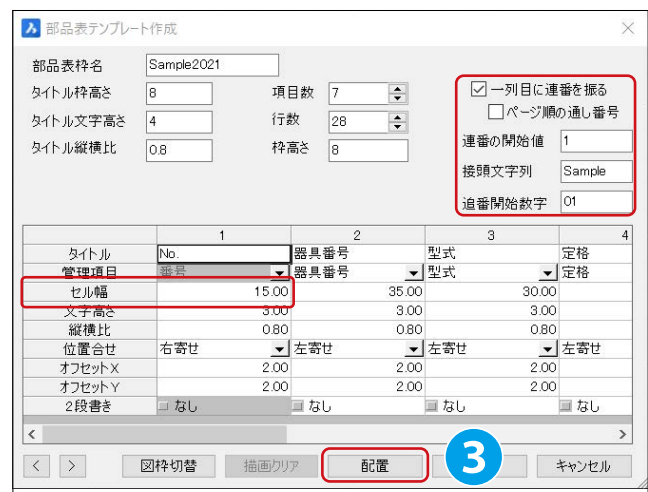 部品表テンプレート作成
部品表枠名 Sample2021
タイトル枠高さ 8 項目数 7 一列目に連番を振る
タイトル文字高さ 4 行数 28 ページ順の通し番号
タイトル縦横比 0.8 枠高さ 8 連番の開始値 1
接頭文字列 Sample
追番開始数字 01
1 2 3 4
タイトル No. 器具番号 型式 定格
管理項目 番号 器具番号 型式 定格
セル幅 15.00 35.00 30.00
文字高さ 3.00 3.00 3.00
縦横比 0.80 0.80 0.80
位置合せ 右寄せ 左寄せ 左寄せ 左寄せ
オフセットX 2.00 2.00 2.00
オフセットY 2.00 2.00 2.00
2段書き なし なし なし なし
< >
< > 図枠切替 描画クリア 配置 3 キャンセル